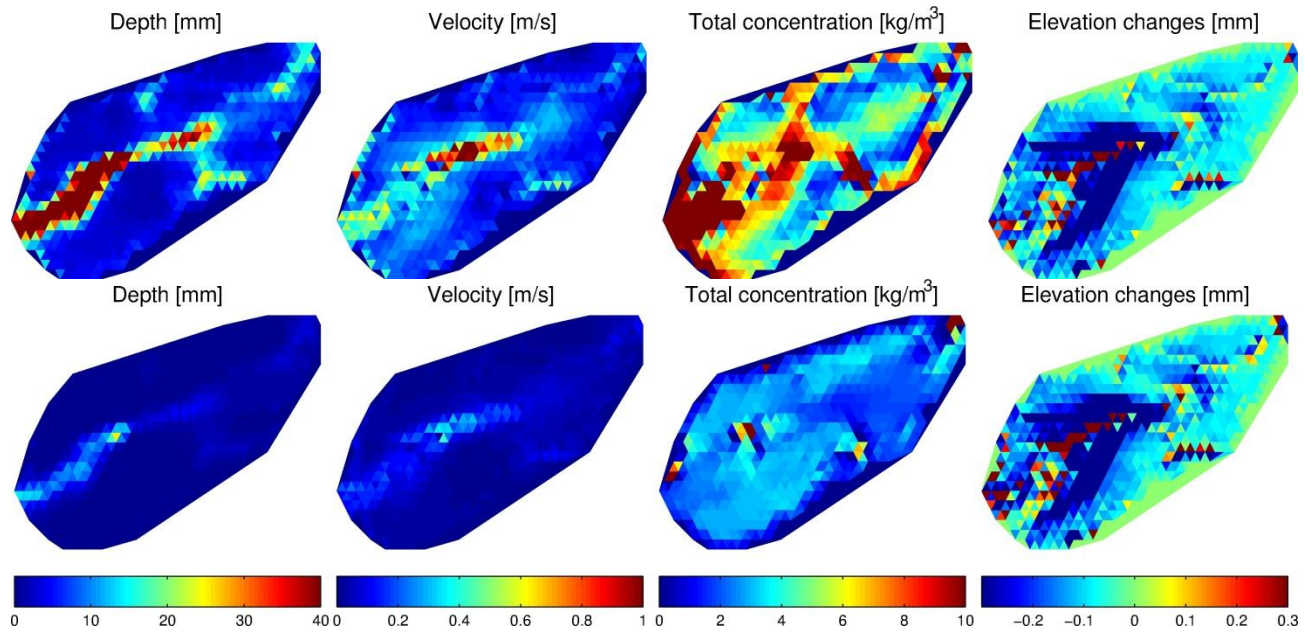 Depth [mm] Velocity [m/s] Total concentration [kg/m³] Elevation changes [mm]
Depth [mm] Velocity [m/s] Total concentration [kg/m³] Elevation changes [mm]
0 10 20 30 40 0 0.2 0.4 0.6 0.8 1 0 2 4 6 8 10 −0.2 −0.1 0 0.1 0.2 0.3